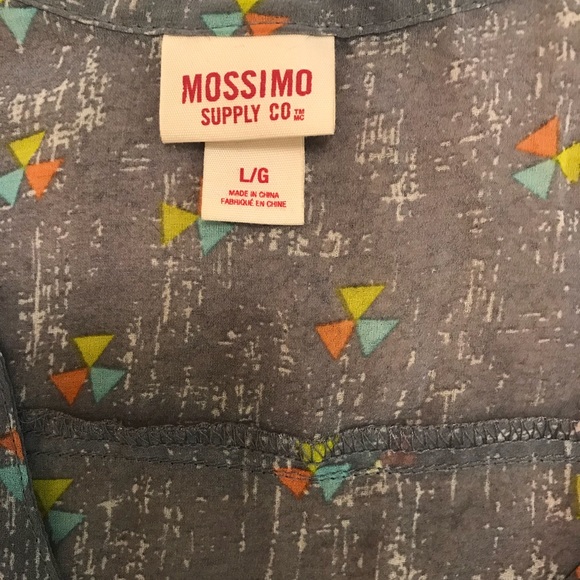 MOSSIMO
SUPPLY CO ™ MC
L/G
MADE IN CHINA
FABRIQUÉ EN CHINE